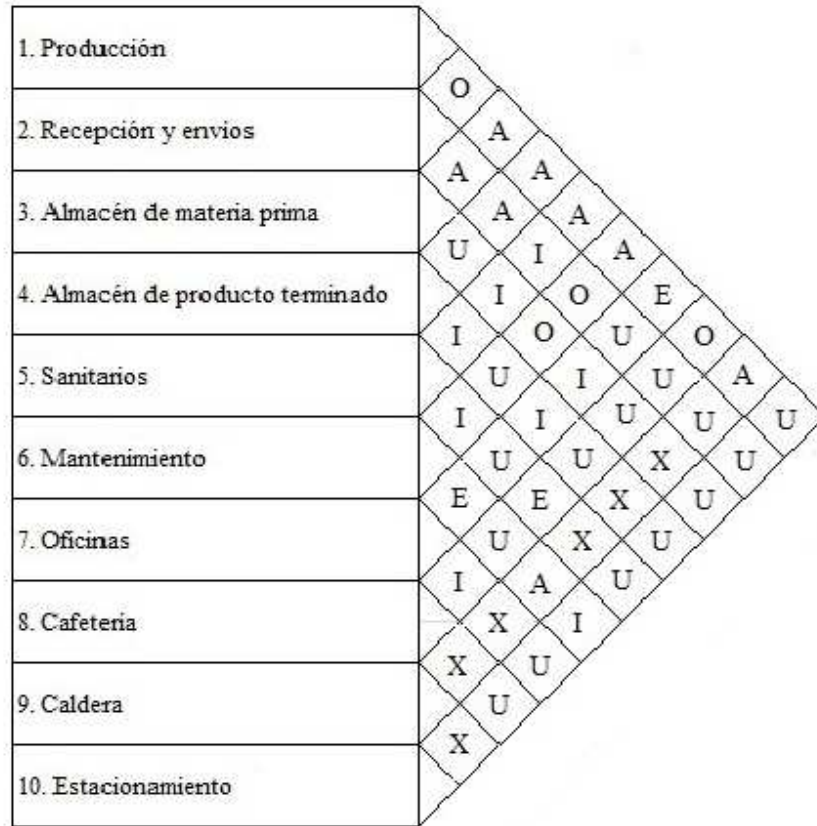 1. Producción
O
2. Recepción y envios A
A A
3. Almacén de materia prima A A
U I A
4. Almacén de producto terminado I O E
I O U O
5. Sanitarios U I U A
I I U U U
6. Mantenimiento U U X U
E E X U
7. Oficinas U X U
I A U
8. Cafetería X I
X U
9. Caldera U
X
10. Estacionamiento